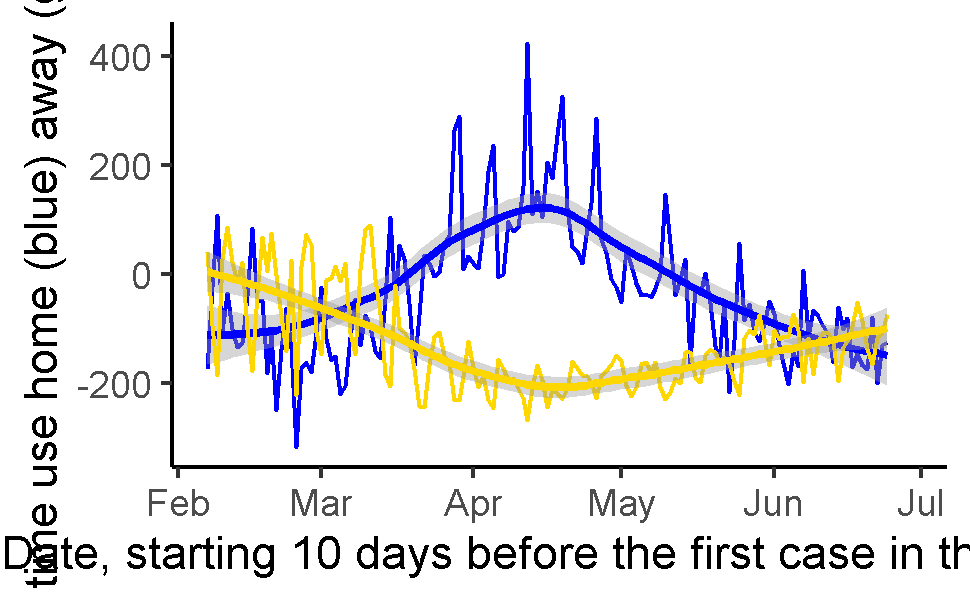 time use home (blue) away (
400
200
0
-200
Feb Mar Apr May Jun Jul
Date, starting 10 days before the first case in th